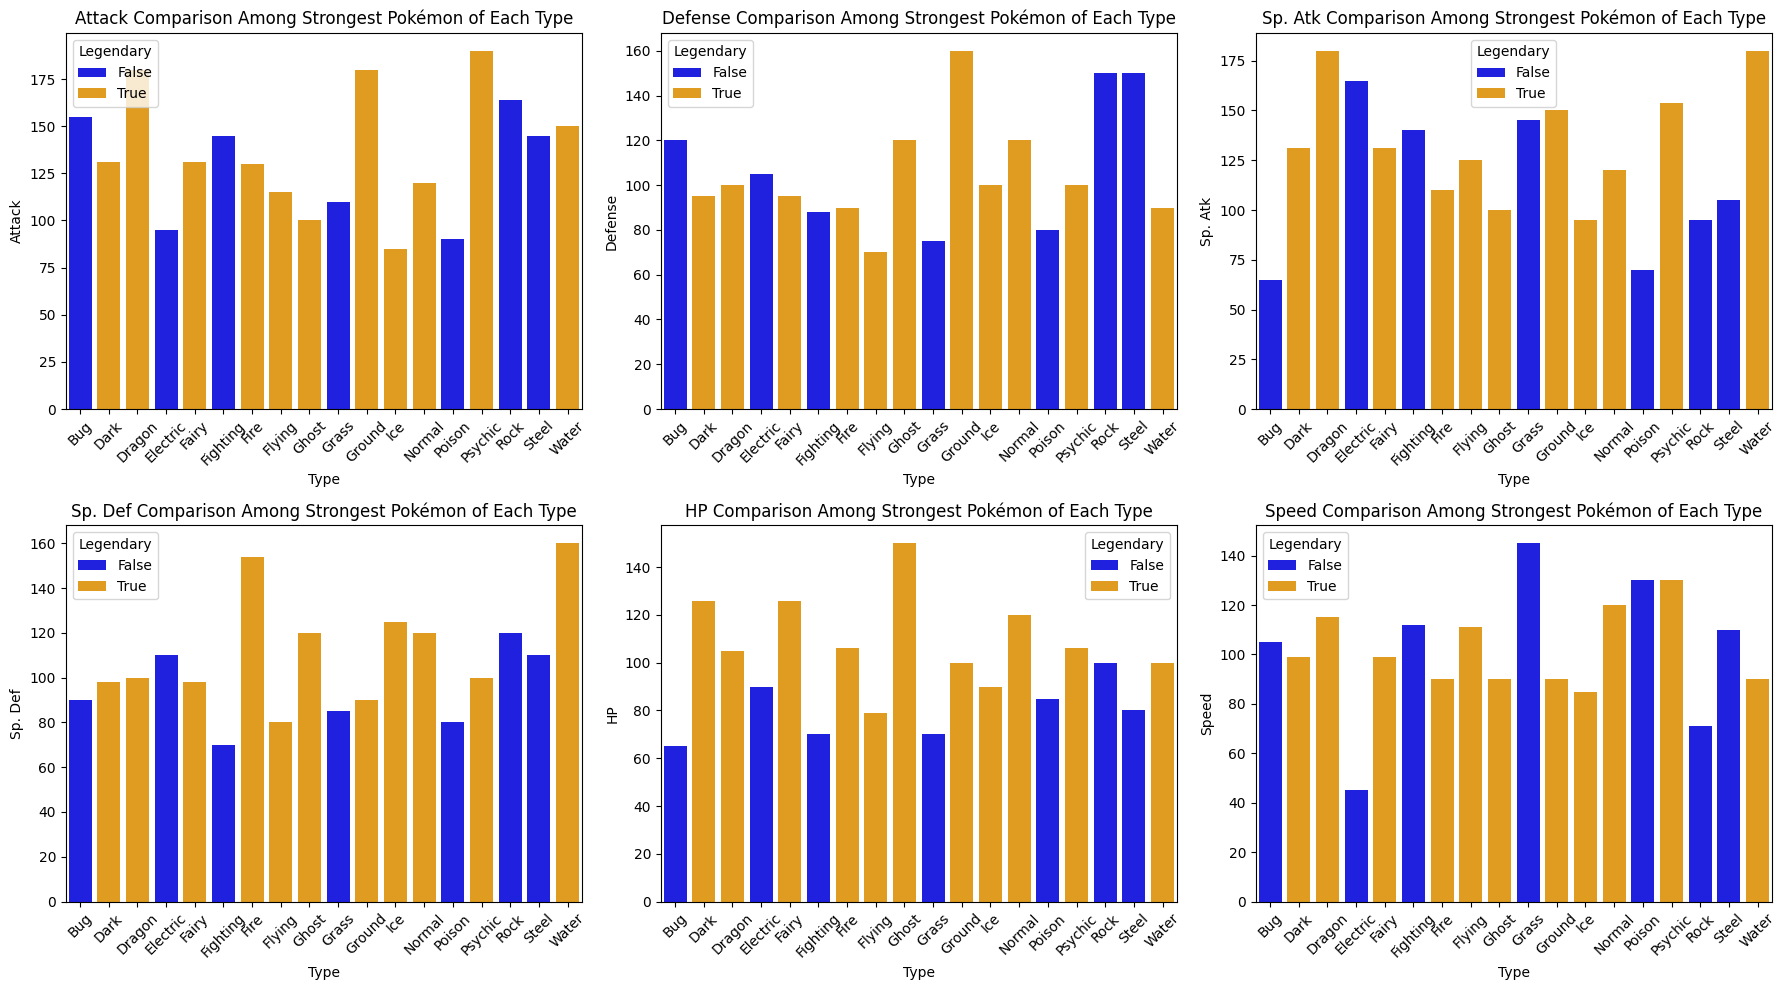 Attack Comparison Among Strongest Pokémon of Each Type
Legendary
False
True
175
150
125
100
75
50
25
0
Attack
Bug Dark Dragon Electric Fairy Fighting Fire Flying Ghost Grass Ground Ice Normal Poison Psychic Rock Steel Water
Type
Defense Comparison Among Strongest Pokémon of Each Type
Legendary
False
True
160
140
120
100
80
60
40
20
0
Defense
Bug Dark Dragon Electric Fairy Fighting Fire Flying Ghost Grass Ground Ice Normal Poison Psychic Rock Steel Water
Type
Sp. Atk Comparison Among Strongest Pokémon of Each Type
Legendary
False
True
175
150
125
100
75
50
25
0
Sp. Atk
Bug Dark Dragon Electric Fairy Fighting Fire Flying Ghost Grass Ground Ice Normal Poison Psychic Rock Steel Water
Type
Sp. Def Comparison Among Strongest Pokémon of Each Type
Legendary
False
True
160
140
120
100
80
60
40
20
0
Sp. Def
Bug Dark Dragon Electric Fairy Fighting Fire Flying Ghost Grass Ground Ice Normal Poison Psychic Rock Steel Water
Type
HP Comparison Among Strongest Pokémon of Each Type
Legendary
False
True
140
120
100
80
60
40
20
0
HP
Bug Dark Dragon Electric Fairy Fighting Fire Flying Ghost Grass Ground Ice Normal Poison Psychic Rock Steel Water
Type
Speed Comparison Among Strongest Pokémon of Each Type
Legendary
False
True
140
120
100
80
60
40
20
0
Speed
Bug Dark Dragon Electric Fairy Fighting Fire Flying Ghost Grass Ground Ice Normal Poison Psychic Rock Steel Water
Type